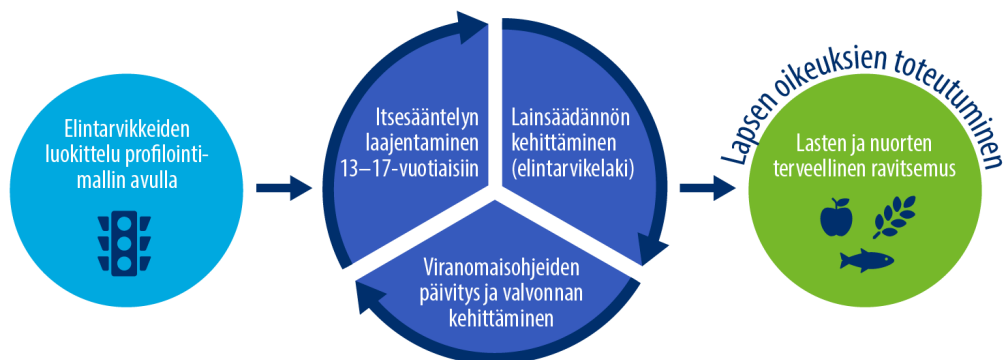 Elintarvikkeiden
luokittelu profilointi-
mallin avulla
Itsesääntelyn
laajentaminen
13–17-vuotiaisiin
Lainsäädännön
kehittäminen
(elintarvikelaki)
Viranomaisohjeiden
päivitys ja valvonnan
kehittäminen
Lapsen oikeuksien toteutuminen
Lasten ja nuorten
terveellinen ravitsemus